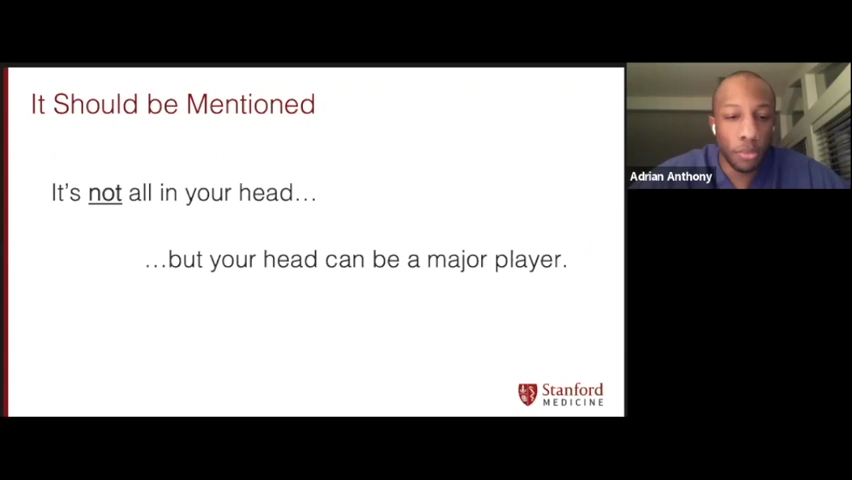 It Should be Mentioned
It's not all in your head…
…but your head can be a major player.
Stanford
MEDICINE
Adrian Anthony